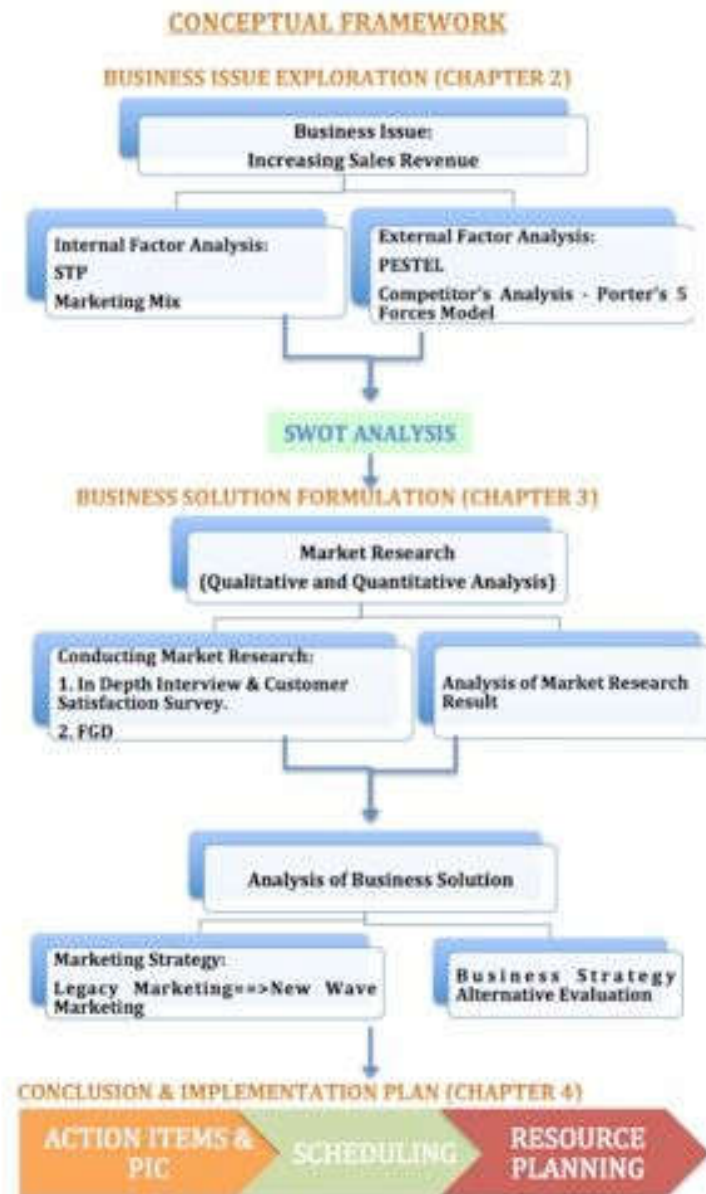 CONCEPTUAL FRAMEWORK
BUSINESS ISSUE EXPLORATION (CHAPTER 2)
Business Issue:
Increasing Sales Revenue
Internal Factor Analysis:
STP
Marketing Mix
External Factor Analysis:
PESTEL
Competitor's Analysis - Porter's 5
Forces Model
SWOT ANALYSIS
BUSINESS SOLUTION FORMULATION (CHAPTER 3)
Market Research
(Qualitative and Quantitative Analysis)
Conducting Market Research:
1. In Depth Interview & Customer
Satisfaction Survey.
2. FGD
Analysis of Market Research
Result
Analysis of Business Solution
Marketing Strategy:
Legacy Marketing==>New Wave
Marketing
Business Strategy
Alternative Evaluation
CONCLUSION & IMPLEMENTATION PLAN (CHAPTER 4)
ACTION ITEMS &
PIC
SCHEDULING
RESOURCE
PLANNING